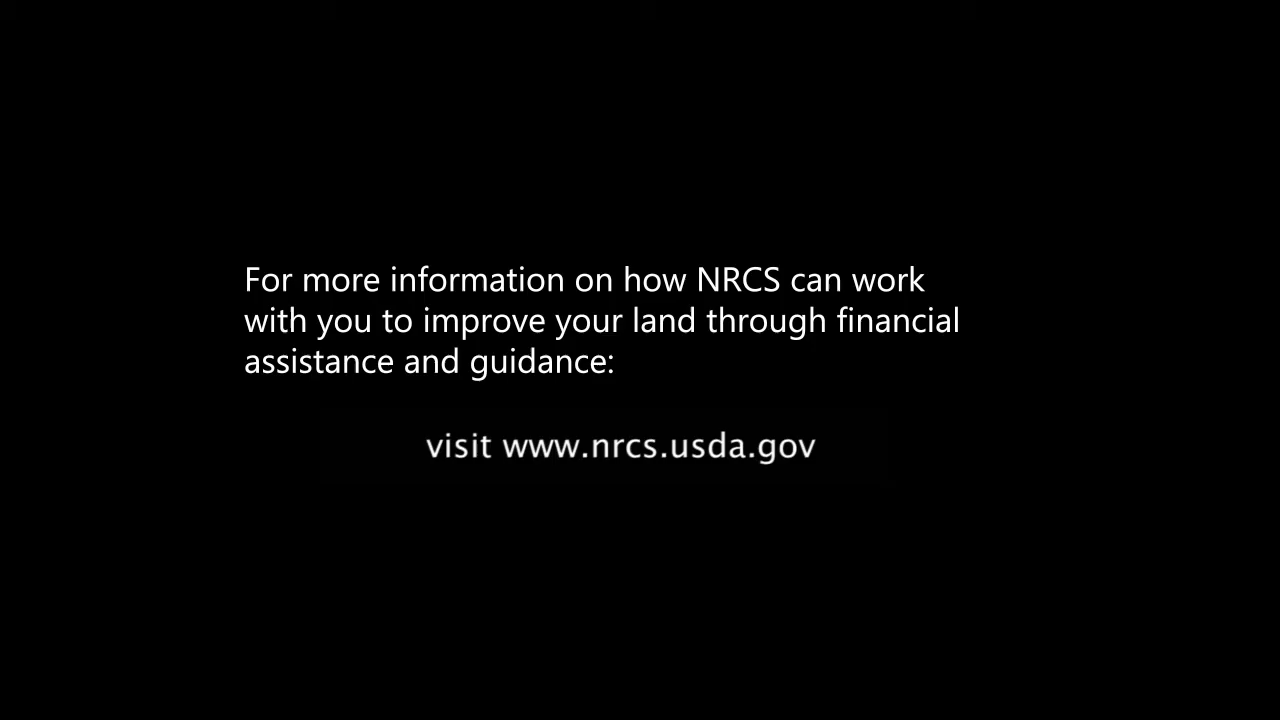 For more information on how NRCS can work
with you to improve your land through financial
assistance and guidance:
visit www.nrcs.usda.gov